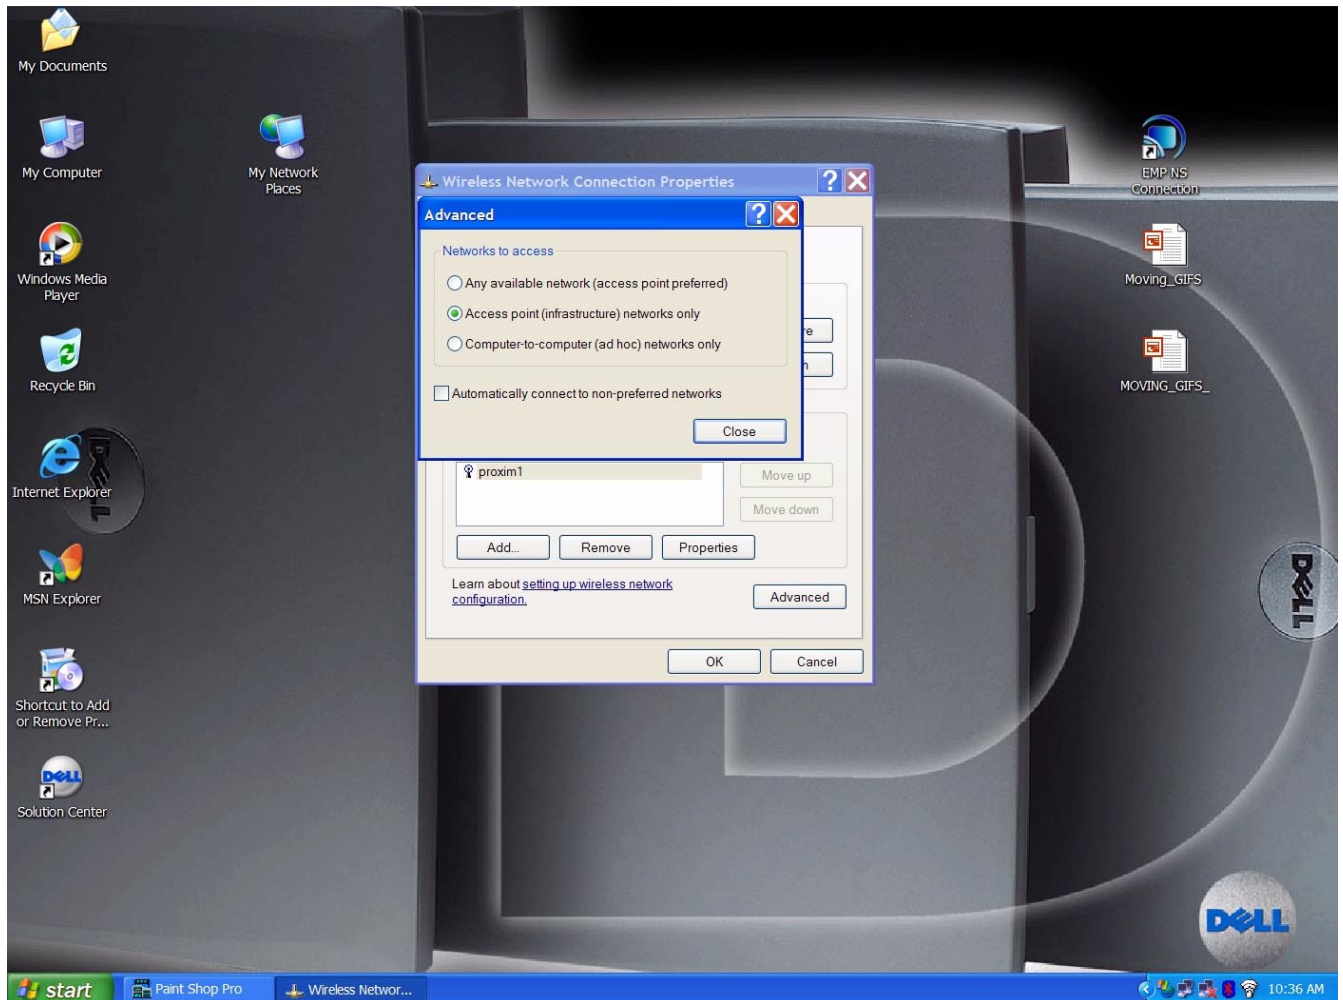 My Documents
My Computer
My Network
Places
Windows Media
Player
Recycle Bin
Internet Explorer
MSN Explorer
Shortcut to Add
or Remove Pr...
DELL
Solution Center
EMP NS
Connection
Moving_GIFS
MOVING_GIFS_
Wireless Network Connection Properties
Advanced
Networks to access
Any available network (access point preferred)
Access point (infrastructure) networks only
Computer-to-computer (ad hoc) networks only
Automatically connect to non-preferred networks
Close
re
n
proxim1
Move up
Move down
Add...
Remove
Properties
Learn about setting up wireless network
configuration.
Advanced
OK
Cancel
DELL
DELL
DELL
start
Paint Shop Pro
Wireless Networ...
10:36 AM